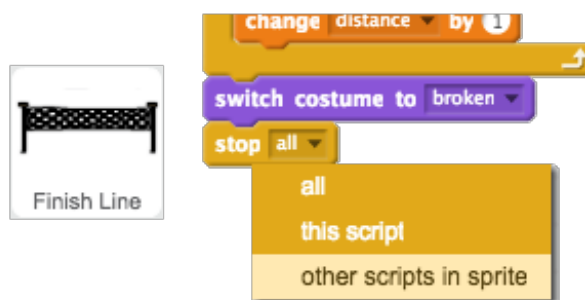 change distance by 1
switch costume to broken
stop all
all
this script
other scripts in sprite
Finish Line